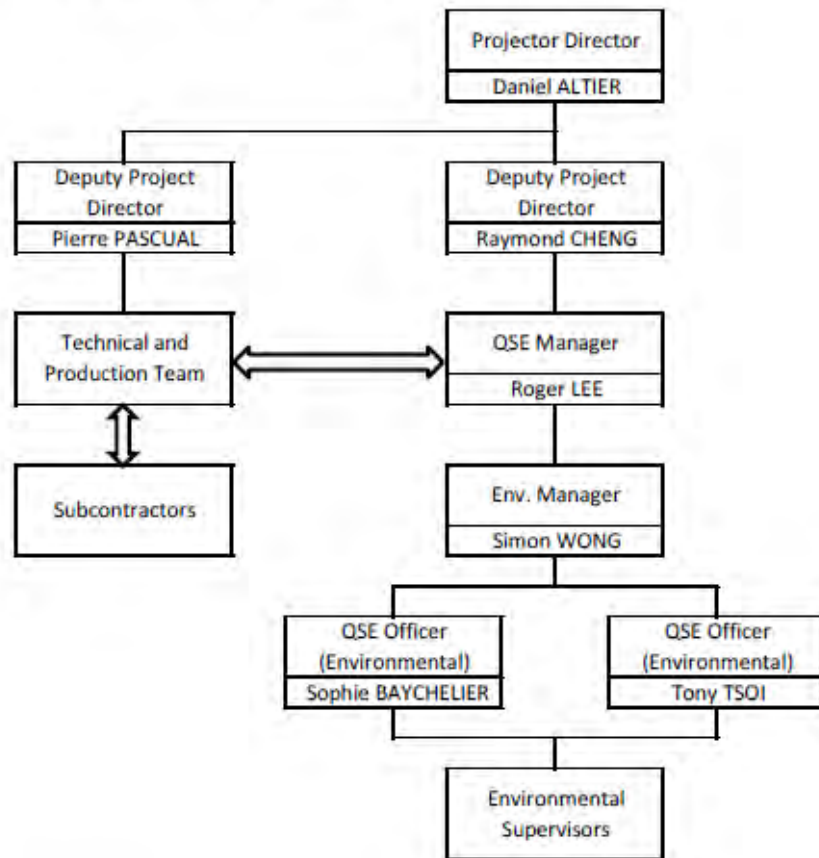 Projector Director
Daniel ALTIER
Deputy Project
Director
Pierre PASCUAL
Deputy Project
Director
Raymond CHENG
Technical and
Production Team
QSE Manager
Roger LEE
Subcontractors
Env. Manager
Simon WONG
QSE Officer
(Environmental)
Sophie BAYCHELIER
QSE Officer
(Environmental)
Tony TSOI
Environmental
Supervisors